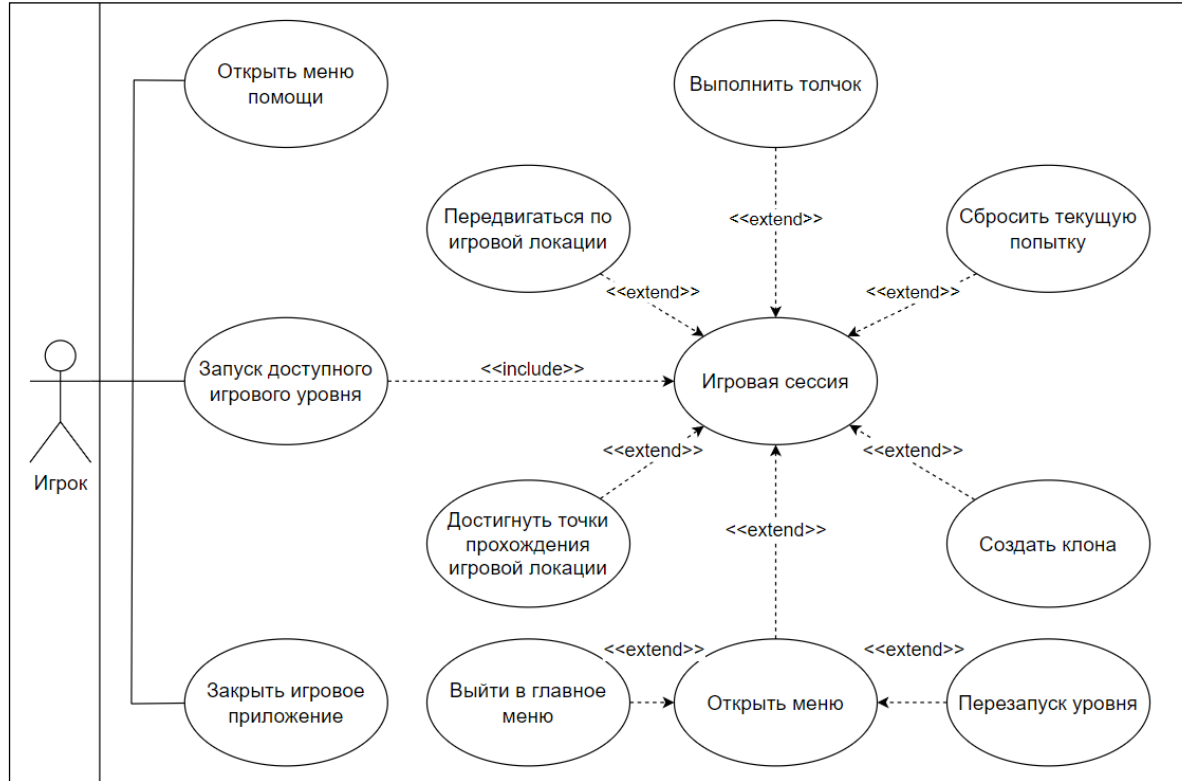 Открыть меню
помощи
Выполнить толчок
Передвигаться по
игровой локации
<<extend>>
Сбросить текущую
попытку
<<extend>>
<<extend>>
Запуск доступного
игрового уровня
<<include>>
Игровая сессия
Игрок
<<extend>>
<<extend>>
Достигнуть точки
прохождения
игровой локации
<<extend>>
Создать клона
<<extend>>
<<extend>>
Закрыть игровое
приложение
Выйти в главное
меню
Открыть меню
Перезапуск уровня